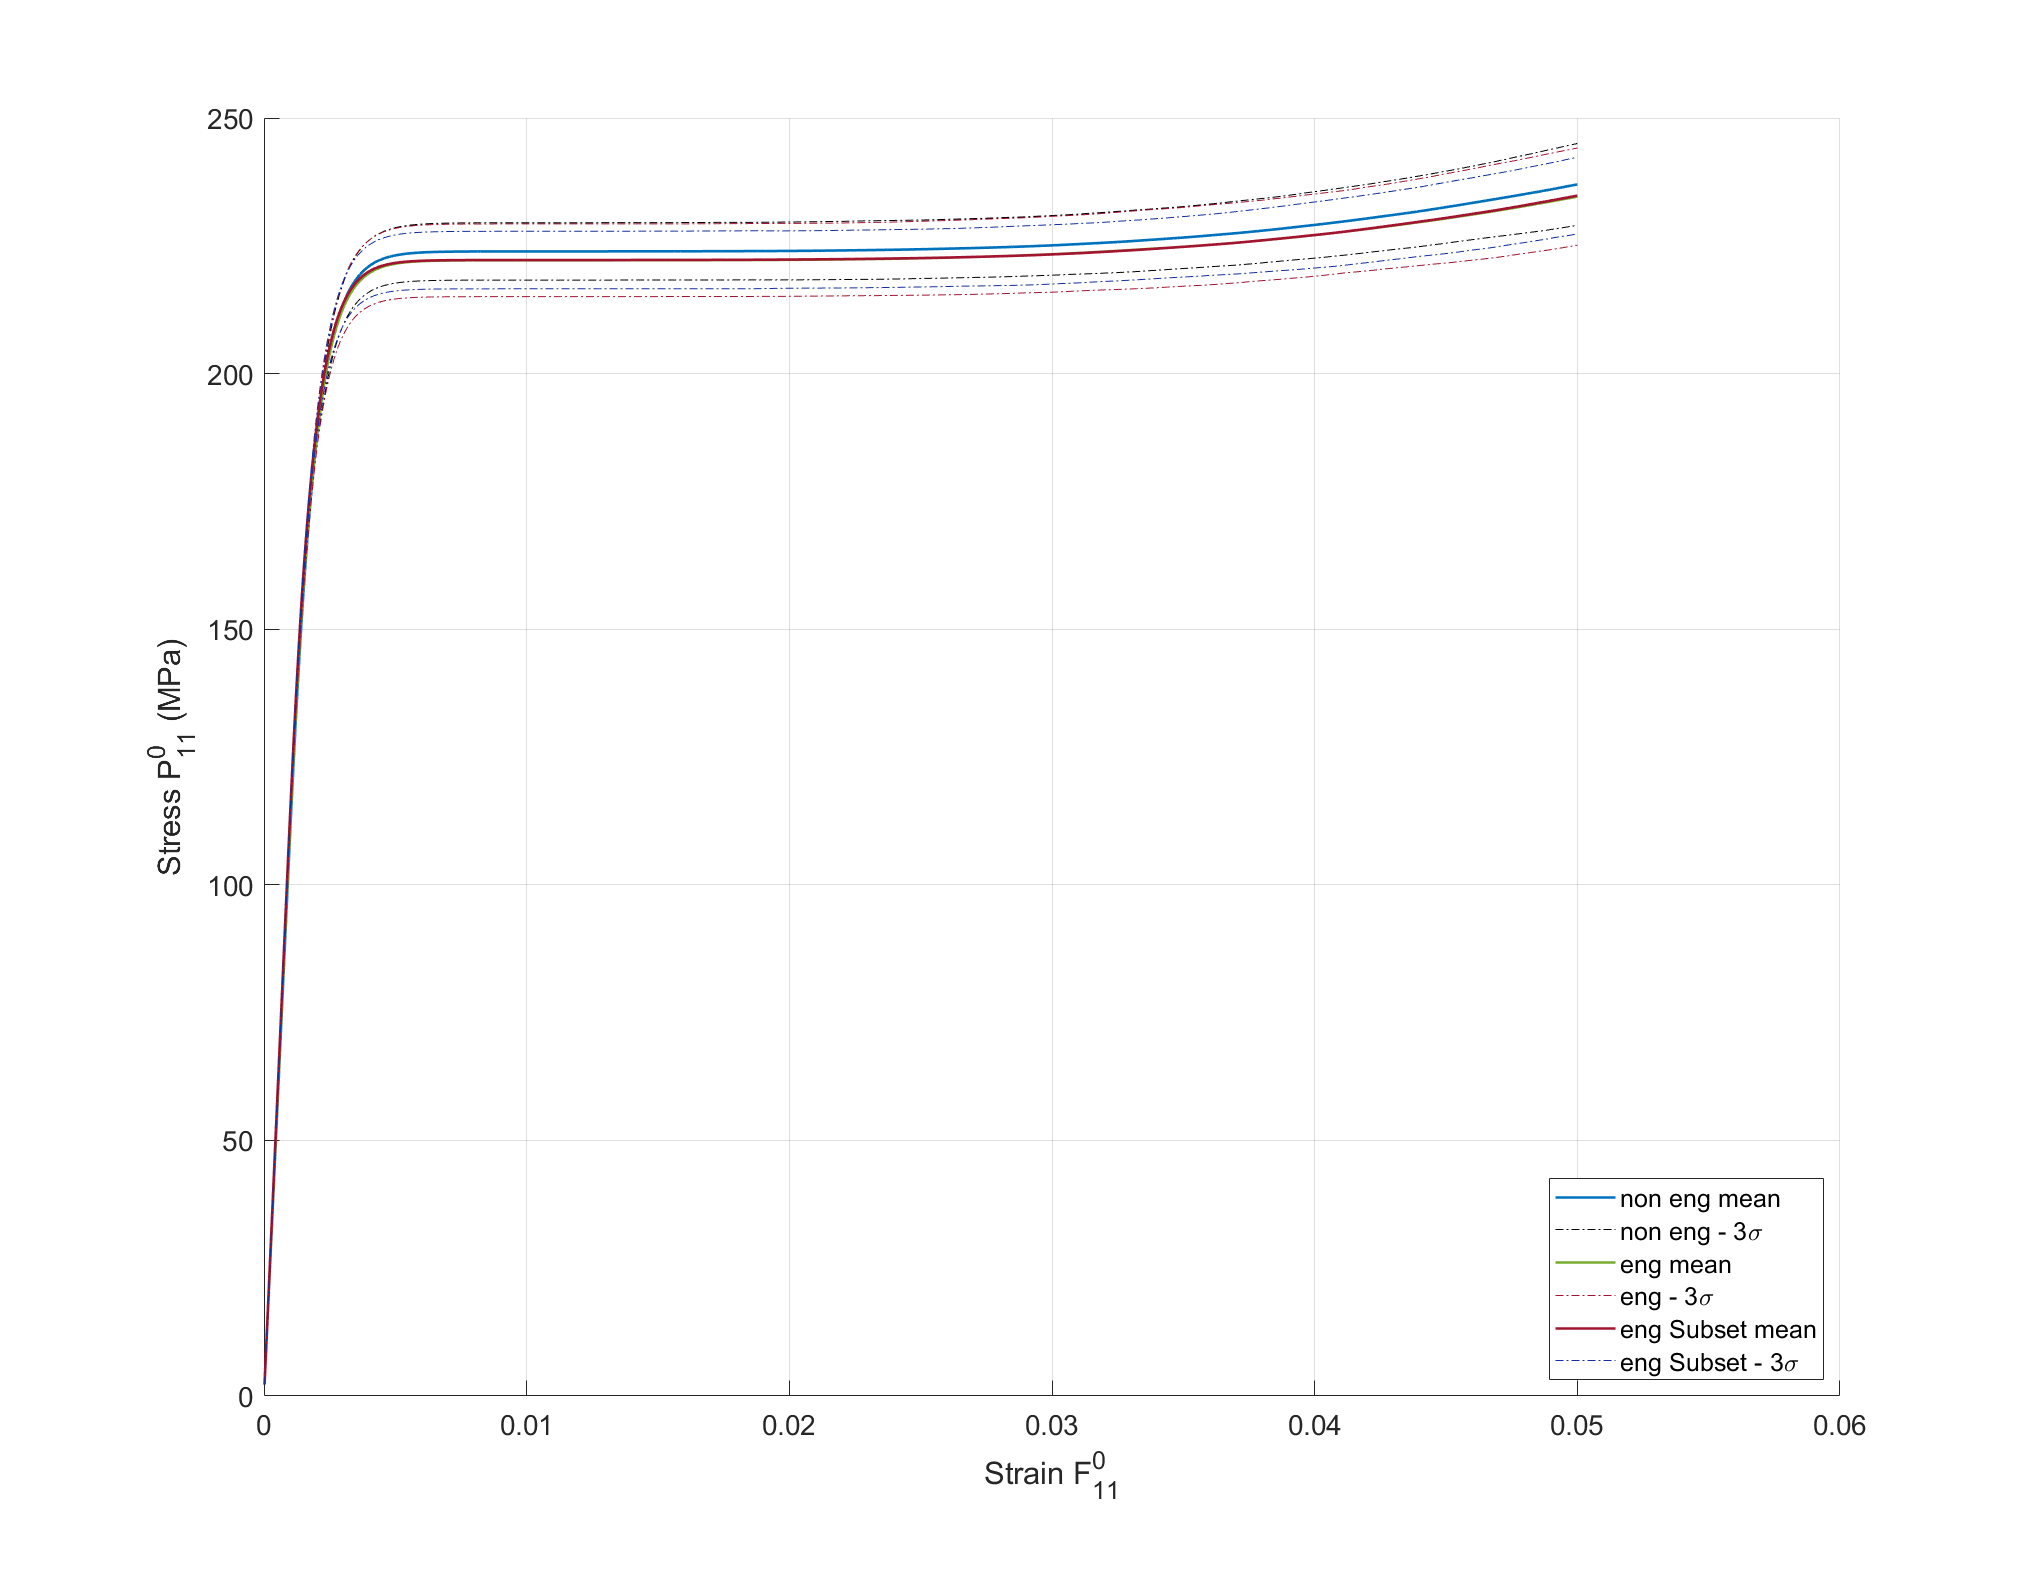 250
200
150
100
50
0
Stress P⁰₁₁ (MPa)
0 0.01 0.02 0.03 0.04 0.05 0.06
Strain F⁰₁₁
non eng mean
non eng - 3σ
eng mean
eng - 3σ
eng Subset mean
eng Subset - 3σ